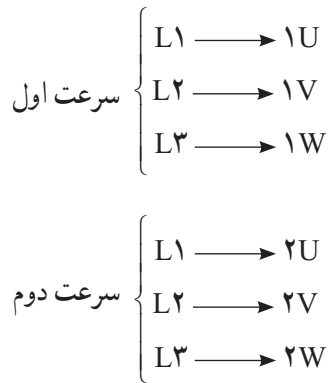 L۱ → ۱U
سرعت اول L۲ → ۱V
L۳ → ۱W
L۱ → ۲U
سرعت دوم L۲ → ۲V
L۳ → ۲W